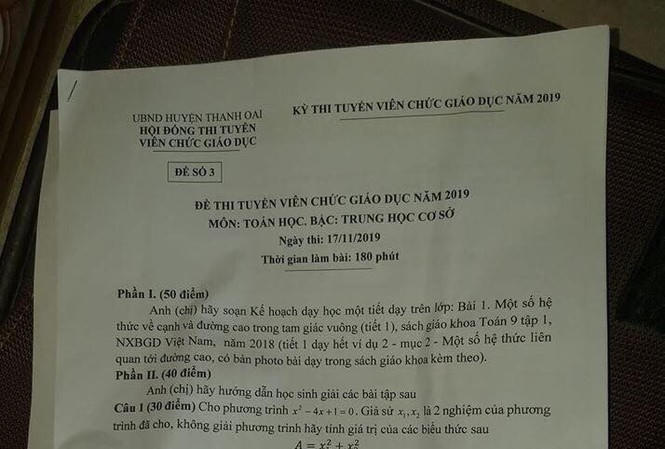 UBND HUYỆN THANH OAI
HỘI ĐỒNG THI TUYỂN
VIÊN CHỨC GIÁO DỤC
KỲ THI TUYỂN VIÊN CHỨC GIÁO DỤC NĂM 2019
ĐỀ SỐ 3
ĐỀ THI TUYỂN VIÊN CHỨC GIÁO DỤC NĂM 2019
MÔN: TOÁN HỌC. BẬC: TRUNG HỌC CƠ SỞ
Ngày thi: 17/11/2019
Thời gian làm bài: 180 phút
Phần I. (50 điểm)
Anh (chị) hãy soạn Kế hoạch dạy học một tiết dạy trên lớp: Bài 1. Một số hệ
thức về cạnh và đường cao trong tam giác vuông (tiết 1), sách giáo khoa Toán 9 tập 1,
NXBGD Việt Nam, năm 2018 (tiết 1 dạy hết ví dụ 2 - mục 2 - Một số hệ thức liên
quan tới đường cao, có bản photo bài dạy trong sách giáo khoa kèm theo).
Phần II. (40 điểm)
Anh (chị) hãy hướng dẫn học sinh giải các bài tập sau
Câu 1 (30 điểm) Cho phương trình x² − 4x + 1 = 0. Giả sử x₁, x₂ là 2 nghiệm của phương
trình đã cho, không giải phương trình hãy tính giá trị của các biểu thức sau
A = x₁² + x₂²